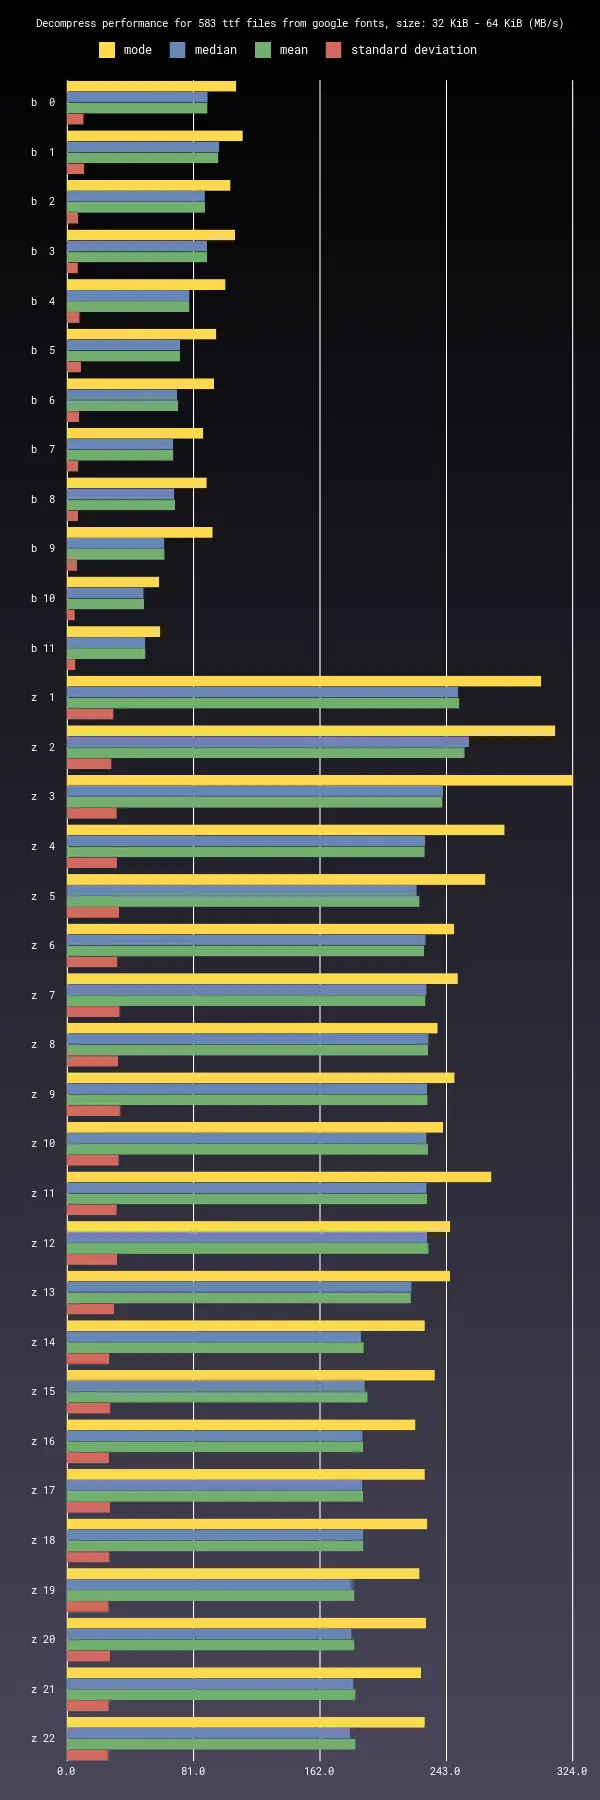 Decompress performance for 583 ttf files from google fonts, size: 32 KiB - 64 KiB (MB/s)
mode median mean standard deviation
b 0
b 1
b 2
b 3
b 4
b 5
b 6
b 7
b 8
b 9
b 10
b 11
z 1
z 2
z 3
z 4
z 5
z 6
z 7
z 8
z 9
z 10
z 11
z 12
z 13
z 14
z 15
z 16
z 17
z 18
z 19
z 20
z 21
z 22
0.0 81.0 162.0 243.0 324.0